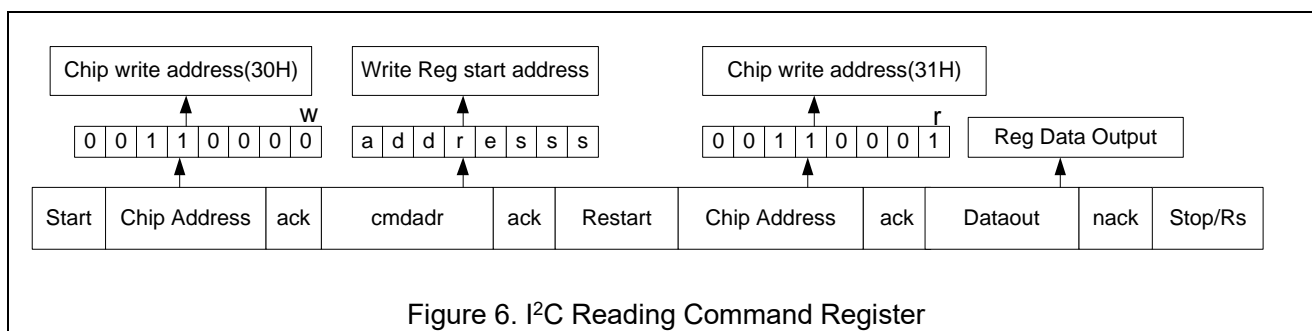 Chip write address(30H) Write Reg start address Chip write address(31H)
w r
0 0 1 1 0 0 0 0 a d d r e s s s 0 0 1 1 0 0 0 1 Reg Data Output
Start Chip Address ack cmdadr ack Restart Chip Address ack Dataout nack Stop/Rs
Figure 6. I²C Reading Command Register